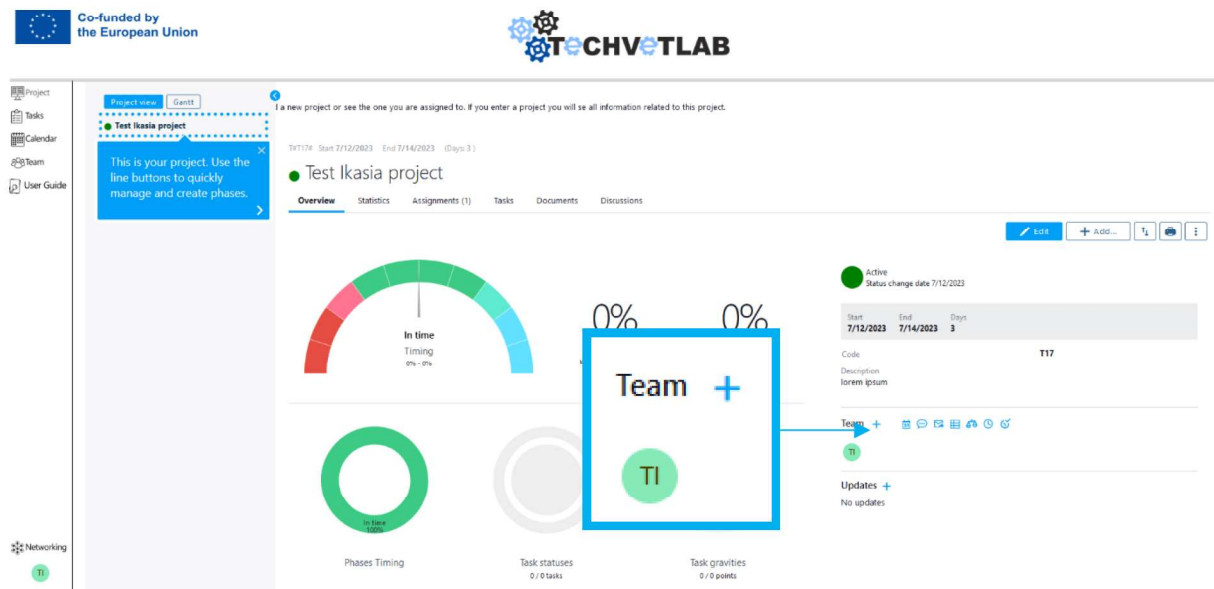 Co-funded by
the European Union
TECHVETLAB
Project
Tasks
Calendar
Team
User Guide
Networking
TI
Project view
Gantt
Test Ikasia project
This is your project. Use the
line buttons to quickly
manage and create phases.
a new project or see the one you are assigned to. If you enter a project you will se all information related to this project.
T#T17# Start 7/12/2023 End 7/14/2023 (Days 3)
Test Ikasia project
Overview Statistics Assignments (1) Tasks Documents Discussions
Edit + Add...
In time
Timing
0% - 0%
0% 0%
Team +
TI
In time
100%
Phases Timing
Task statuses
0 / 0 tasks
Task gravities
0 / 0 points
Active
Status change date 7/12/2023
Start End Days
7/12/2023 7/14/2023 3
Code T17
Description
lorem ipsum
Team +
TI
Updates +
No updates